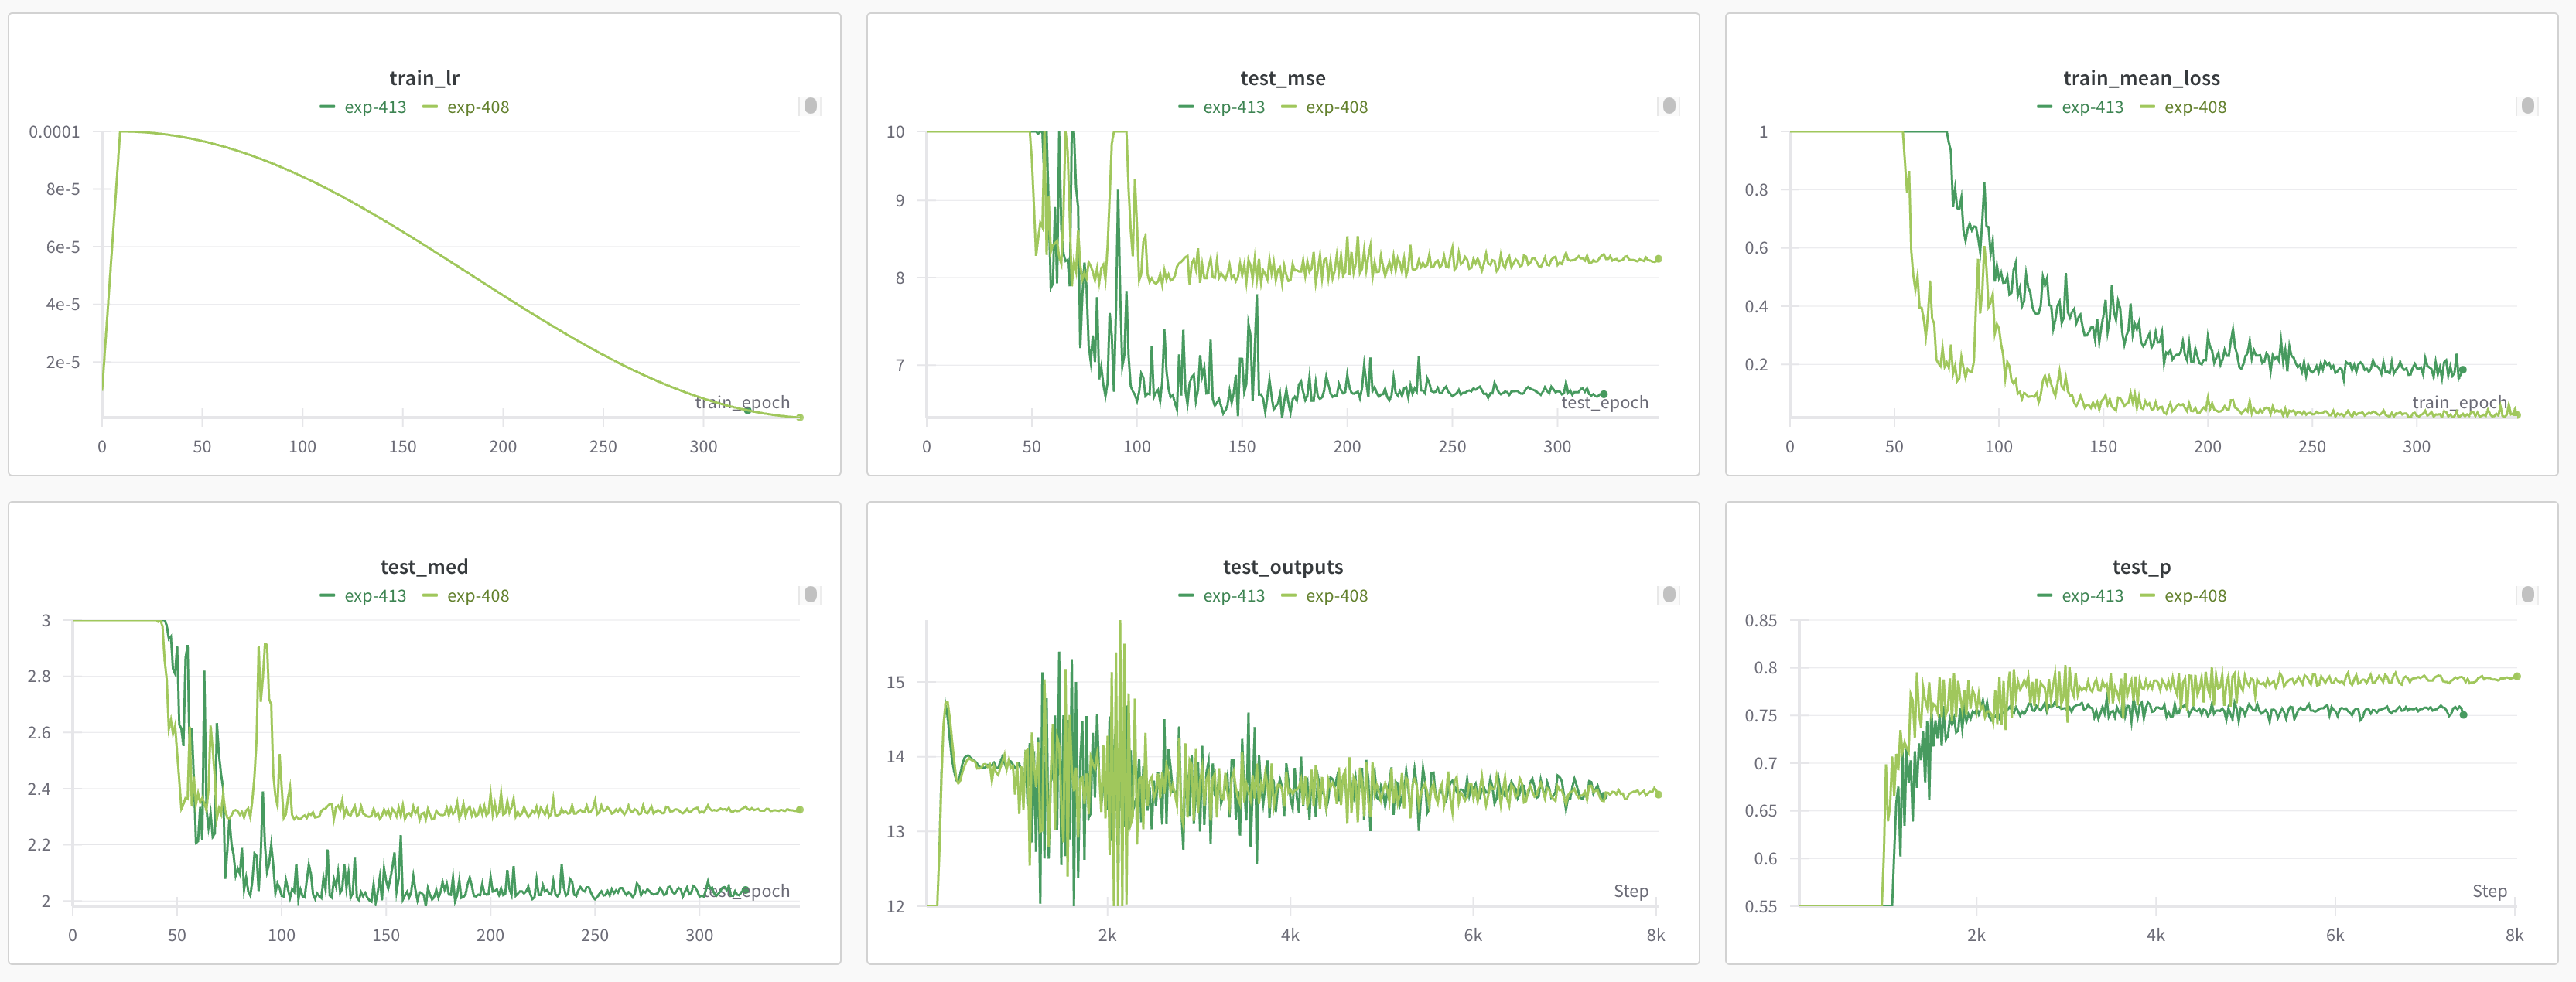 train_lr
exp-413 exp-408
0.0001
8e-5
6e-5
4e-5
2e-5
train_epoch
0 50 100 150 200 250 300
test_mse
exp-413 exp-408
10
9
8
7
test_epoch
0 50 100 150 200 250 300
train_mean_loss
exp-413 exp-408
1
0.8
0.6
0.4
0.2
train_epoch
0 50 100 150 200 250 300
test_med
exp-413 exp-408
3
2.8
2.6
2.4
2.2
2
test_epoch
0 50 100 150 200 250 300
test_outputs
exp-413 exp-408
15
14
13
12
Step
2k 4k 6k 8k
test_p
exp-413 exp-408
0.85
0.8
0.75
0.7
0.65
0.6
0.55
Step
2k 4k 6k 8k